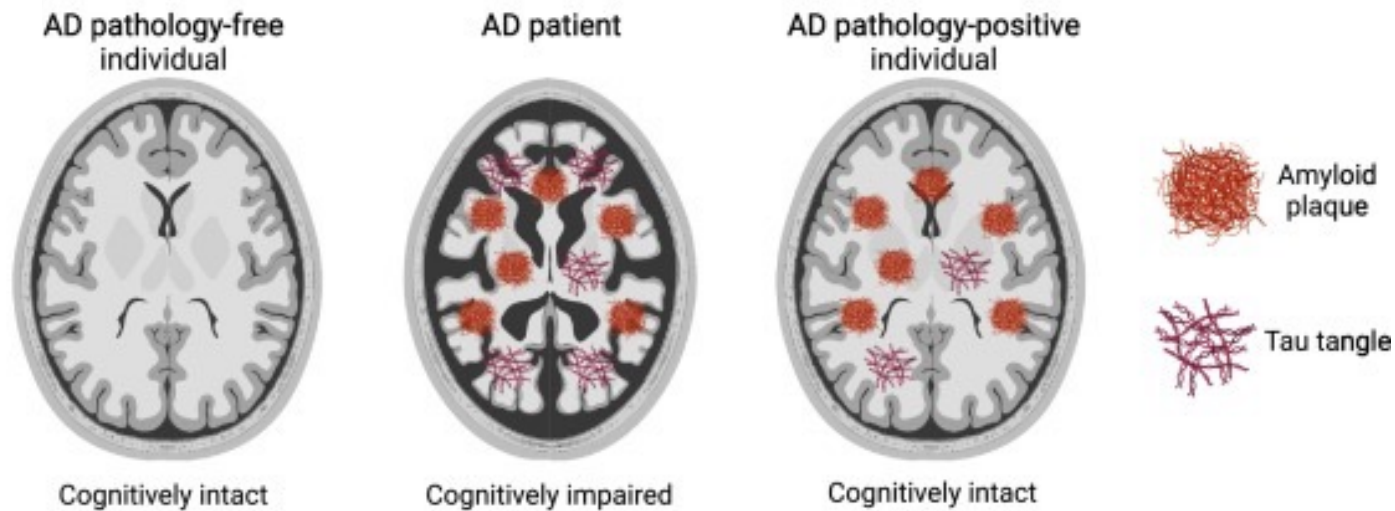 AD pathology-free
individual
AD patient
AD pathology-positive
individual
Amyloid
plaque
Tau tangle
Cognitively intact
Cognitively impaired
Cognitively intact